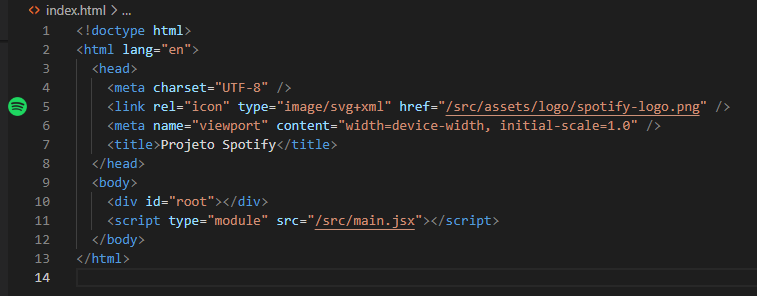 index.html > ...
1 <!doctype html>
2 <html lang="en">
3 <head>
4 <meta charset="UTF-8" />
5 <link rel="icon" type="image/svg+xml" href="/src/assets/logo/spotify-logo.png" />
6 <meta name="viewport" content="width=device-width, initial-scale=1.0" />
7 <title>Projeto Spotify</title>
8 </head>
9 <body>
10 <div id="root"></div>
11 <script type="module" src="/src/main.jsx"></script>
12 </body>
13 </html>
14